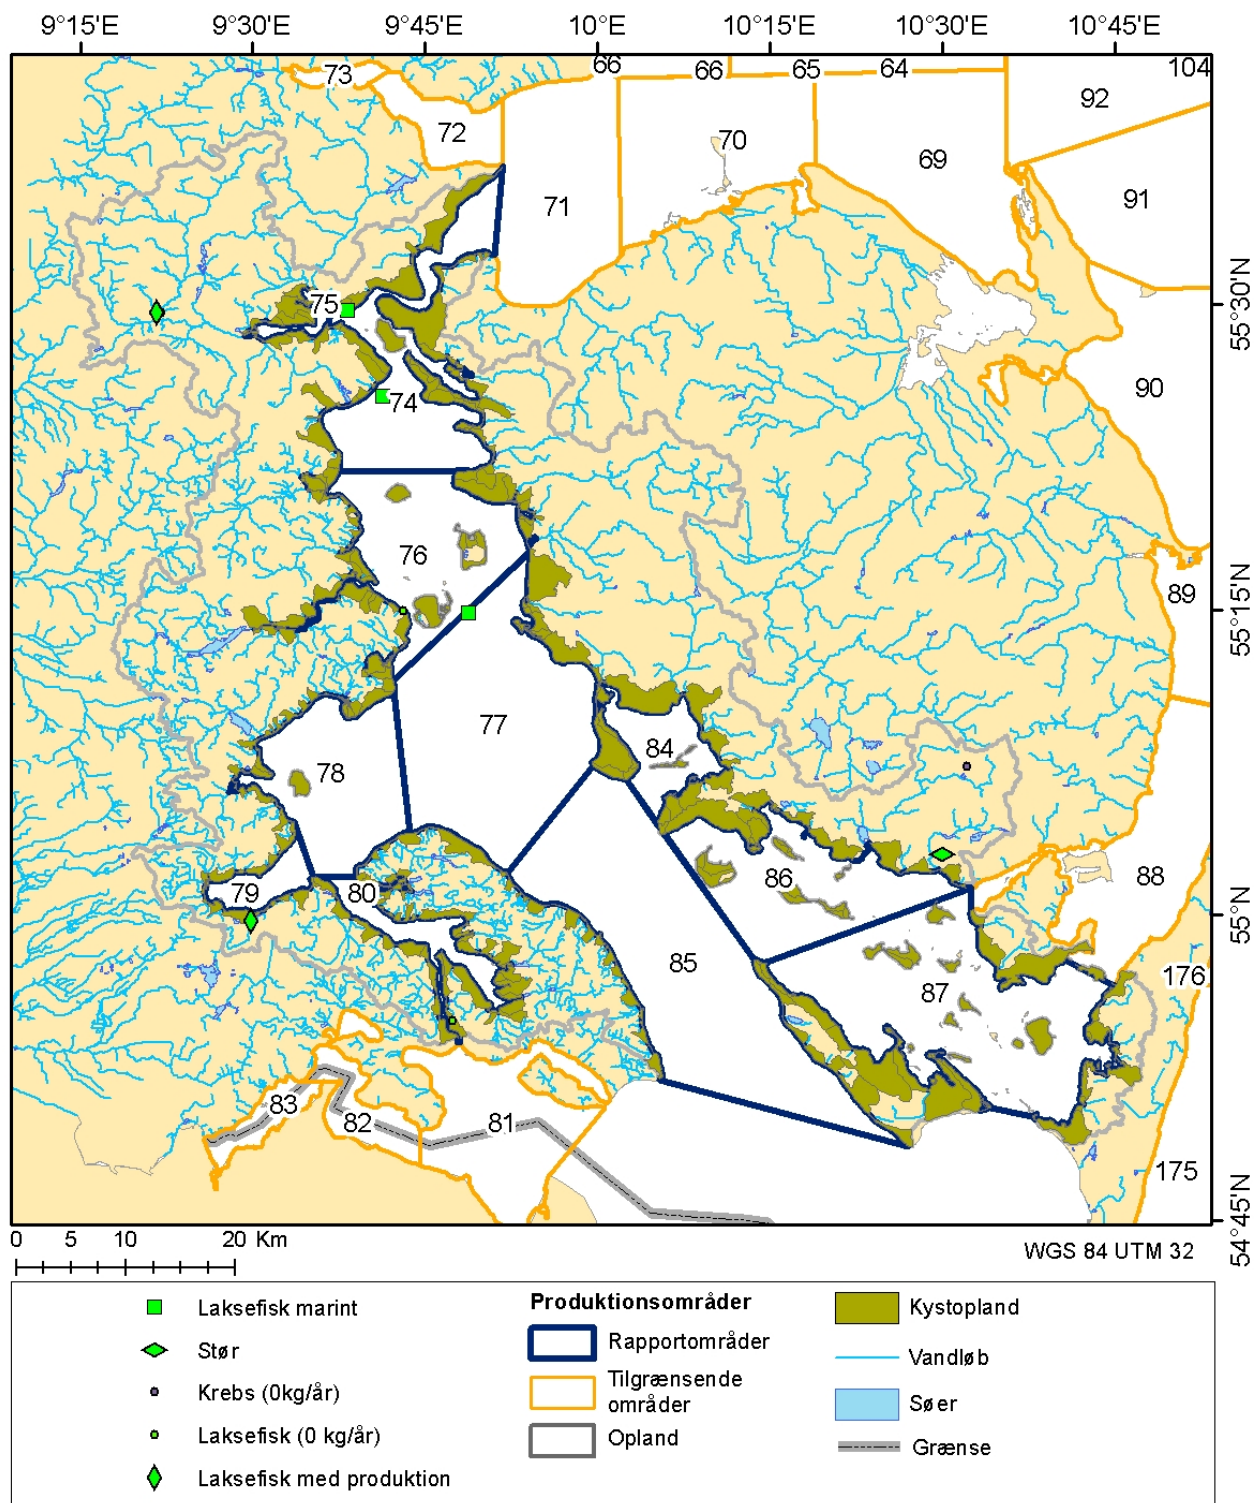 9°15'E 9°30'E 9°45'E 10°0' 10°15'E 10°30'E 10°45'E
73 66 66 65 64 104
92
72 70
69
71 91
55°30'N
75
90
74
76
55°15'N
89
77
84
78
86
88
79 80
55°N
85 176
87
83
82 81
175
54°45'N
0 5 10 20 Km
WGS 84 UTM 32
Laksefisk marint
Stør
Krebs (0kg/år)
Laksefisk (0 kg/år)
Laksefisk med produktion
Produktionsområder
Rapportområder
Tilgrænsende
områder
Opland
Kystopland
Vandløb
Søer
Grænse